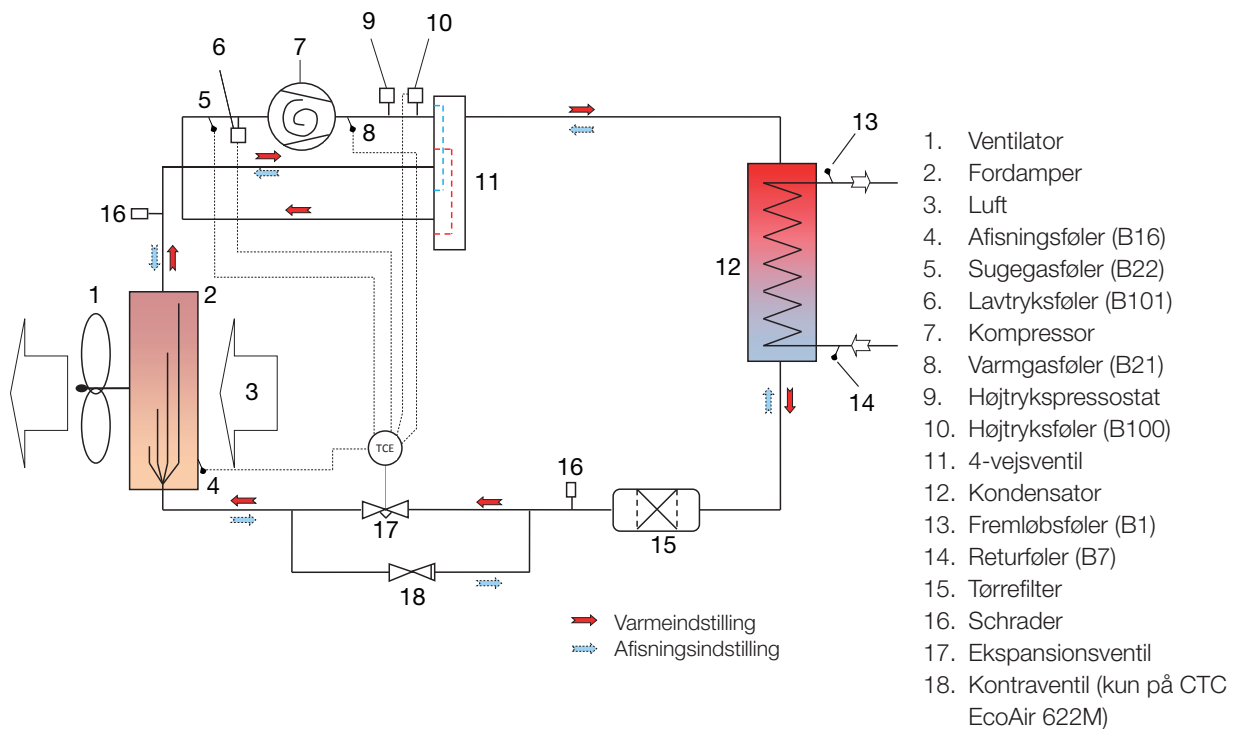 9
10
6
7
5
8
13
11
16
12
1
2
3
14
TCE
4
16
17
15
18
Varmeindstilling
Afisningsindstilling
1. Ventilator
2. Fordamper
3. Luft
4. Afisningsføler (B16)
5. Sugegasføler (B22)
6. Lavtryksføler (B101)
7. Kompressor
8. Varmgasføler (B21)
9. Højtrykspressostat
10. Højtryksføler (B100)
11. 4-vejsventil
12. Kondensator
13. Fremløbsføler (B1)
14. Returføler (B7)
15. Tørrefilter
16. Schrader
17. Ekspansionsventil
18. Kontraventil (kun på CTC
EcoAir 622M)